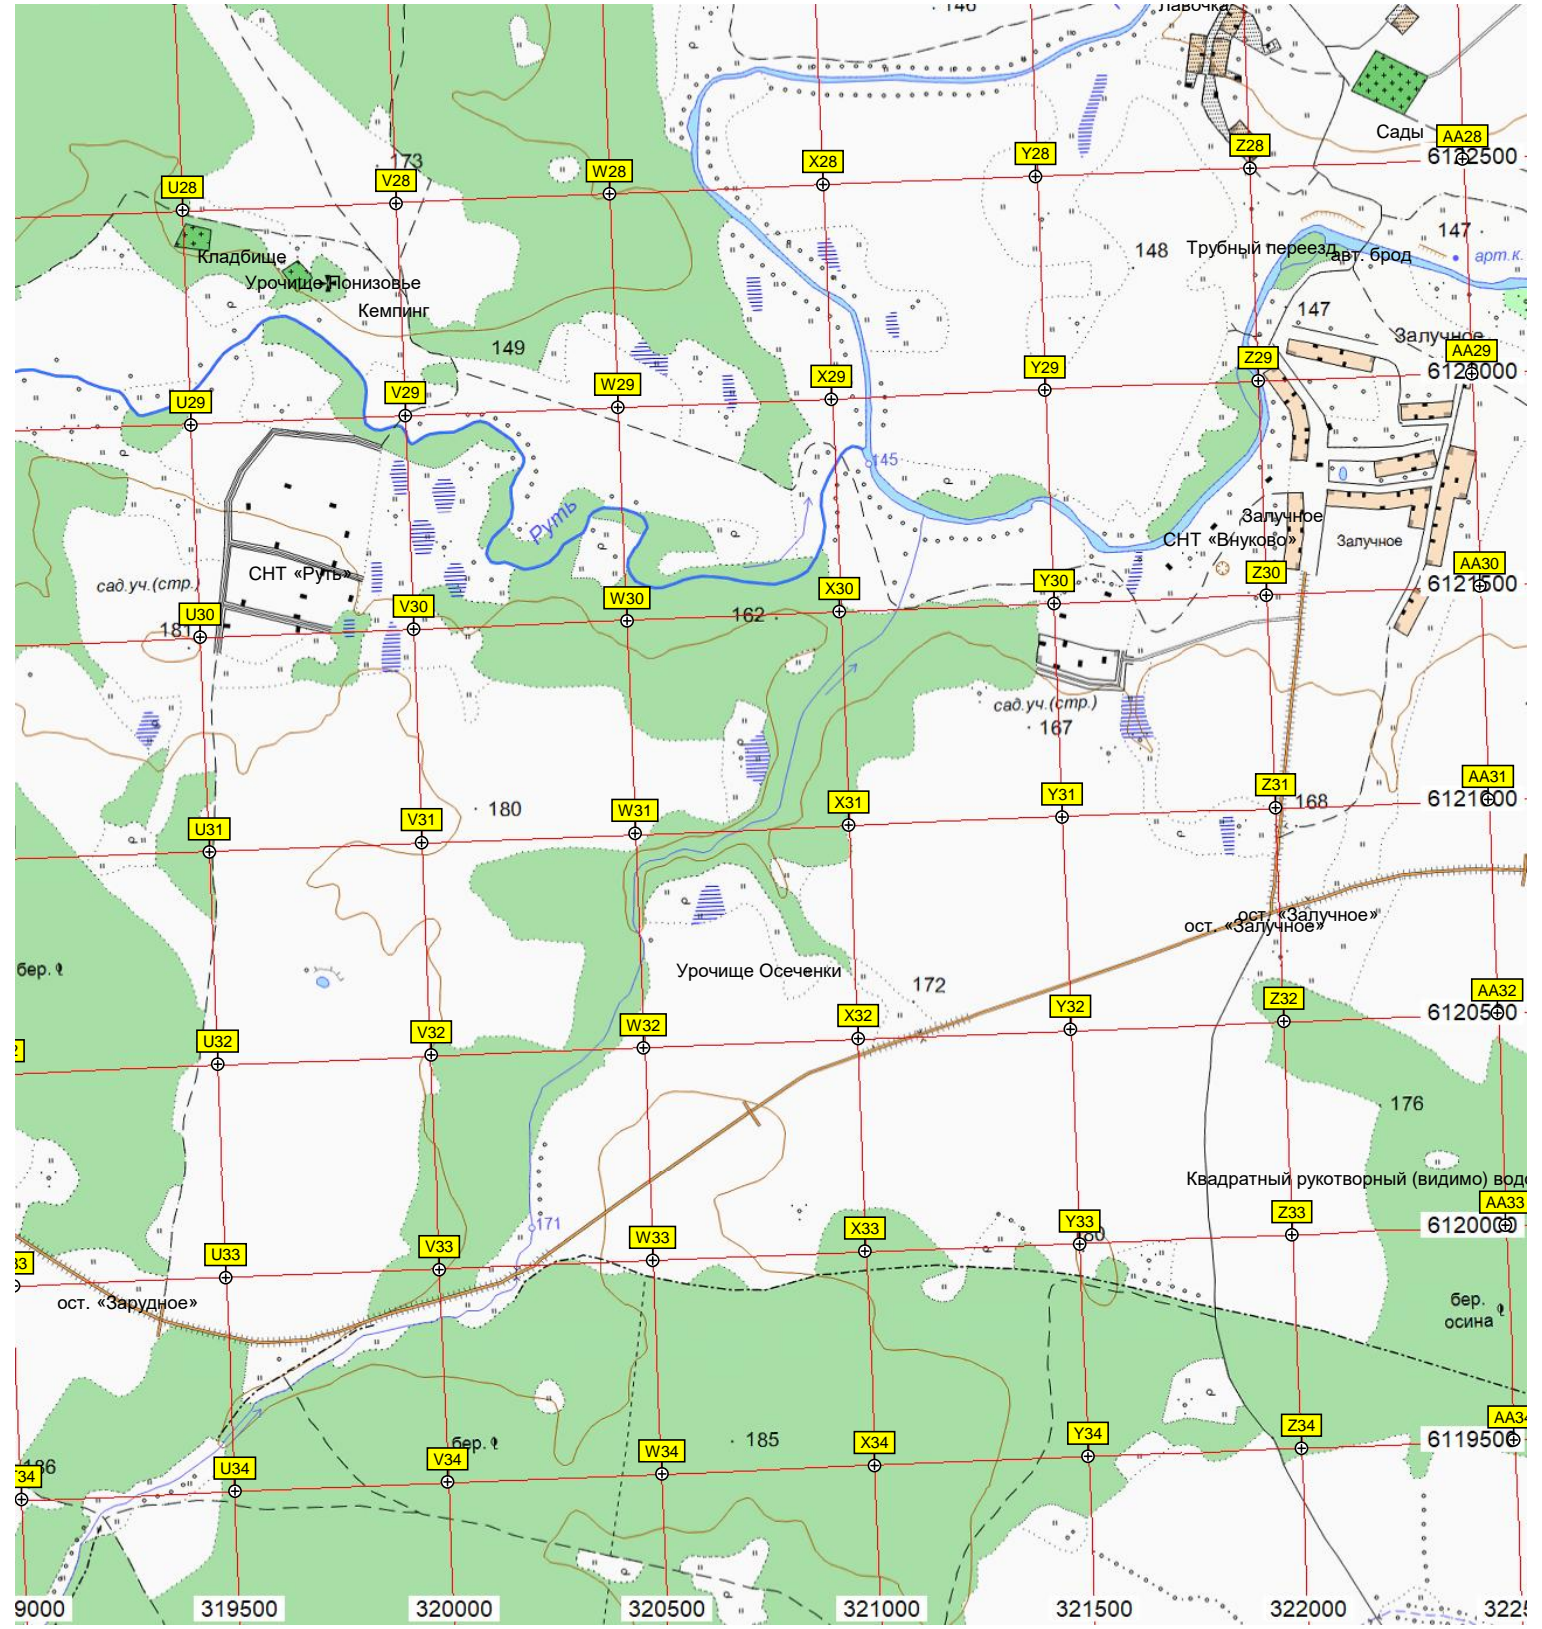 146
Лавочка
Сады
AA28
6122500
173
U28
V28
W28
X28
Y28
Z28
147
148
Кладбище
Урочище Понизовье
Кемпинг
Трубный переезд
авт. брод
арт.к.
147
149
Залучное
U29
V29
W29
X29
Y29
Z29
AA29
145
Руть
Залучное
СНТ «Внуково»
Залучное
СНТ «Руть»
сад.уч.(стр.)
181
162
U30
V30
W30
X30
Y30
Z30
AA30
6121500
сад.уч.(стр.)
167
180
168
U31
V31
W31
X31
Y31
Z31
AA31
6121000
ост. «Залучное»
ост. «Залучное»
бер.
Урочище Осеченки
172
U32
V32
W32
X32
Y32
Z32
AA32
6120500
176
Квадратный рукотворный (видимо)
171
U33
V33
W33
X33
Y33
Z33
AA33
6120000
ост. «Зарудное»
бер.
осина
185
бер.
U34
V34
W34
X34
Y34
Z34
AA34
6119500
319500
320000
320500
321000
321500
322000